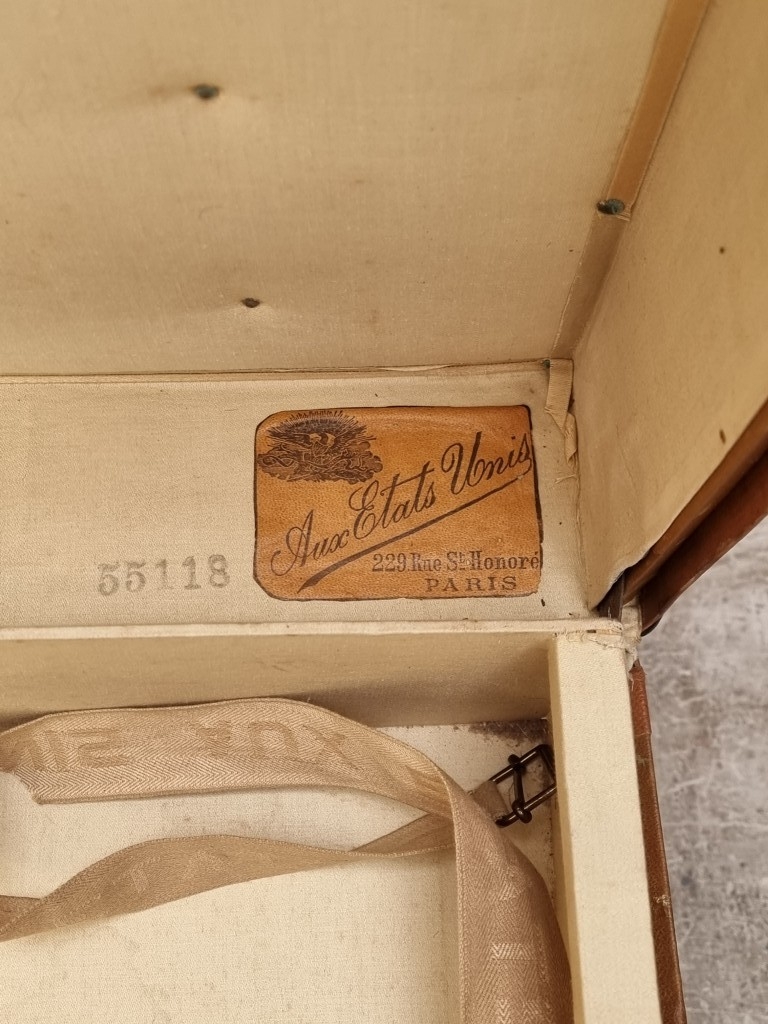 Aux Etats Unis
229.Rue St Honoré
PARIS
55118